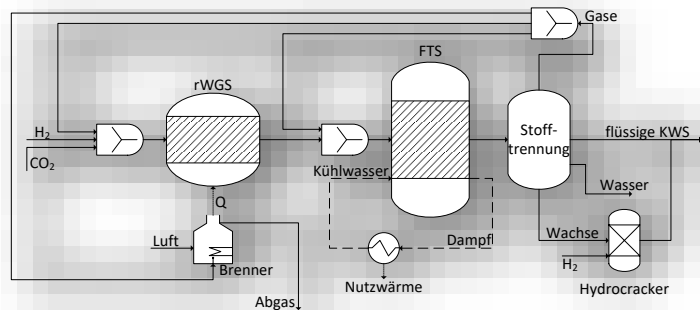 Gase
FTS
rWGS
H2
CO2
Stoff-
trennung
flüssige KWS
Kühlwasser
Wasser
Q
Luft
Brenner
Dampf
Wachse
H2
Nutzwärme
Abgas
Hydrocracker